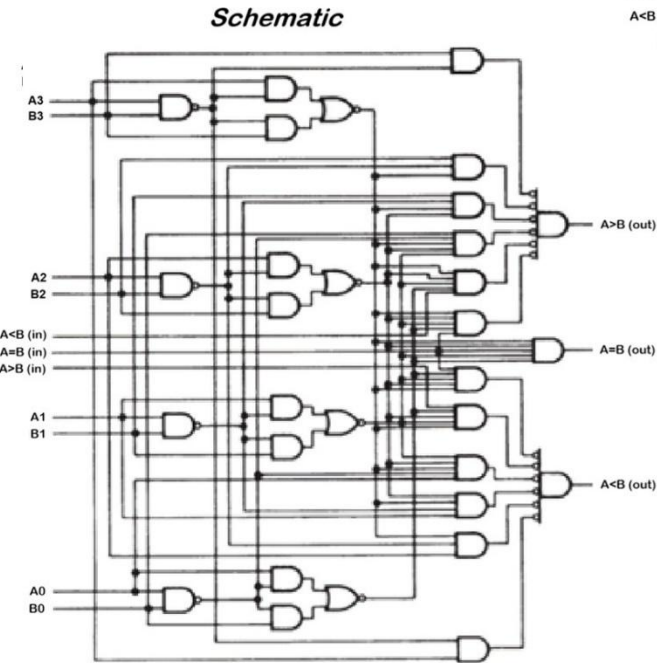 Schematic
A<B
A3
B3
A>B (out)
A2
B2
A<B (in)
A=B (in)
A=B (out)
A>B (in)
A1
B1
A<B (out)
A0
B0